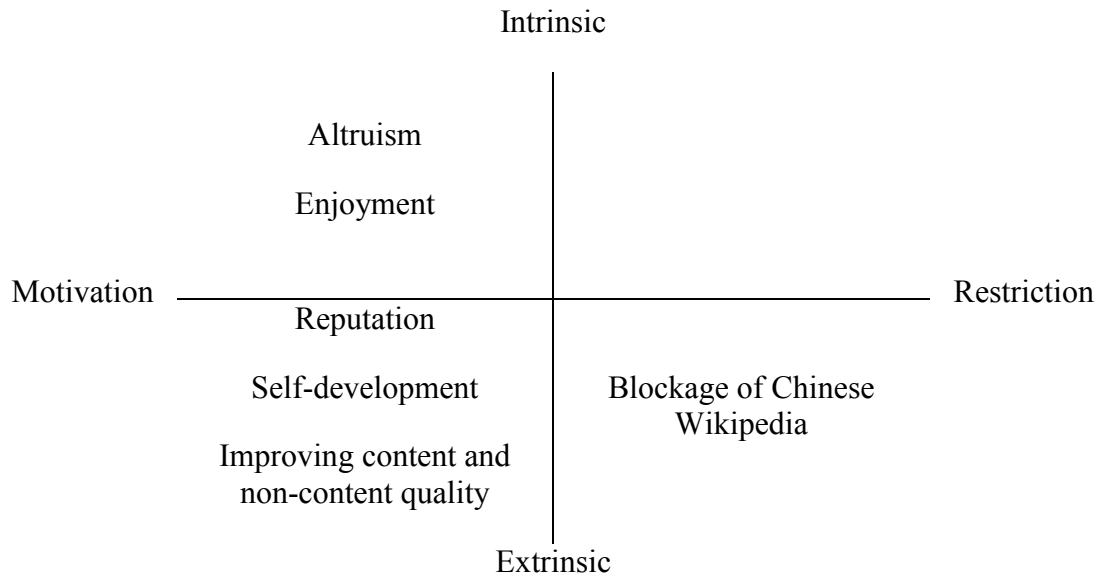 Intrinsic
Altruism
Enjoyment
Motivation
Restriction
Reputation
Self-development
Blockage of Chinese
Wikipedia
Improving content and
non-content quality
Extrinsic